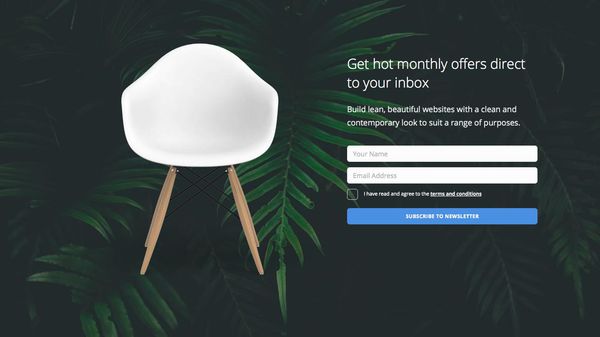 Get hot monthly offers direct
to your inbox
Build lean, beautiful websites with a clean and
contemporary look to suit a range of purposes.
Your Name
Email Address
I have read and agree to the terms and conditions
SUBSCRIBE TO NEWSLETTER